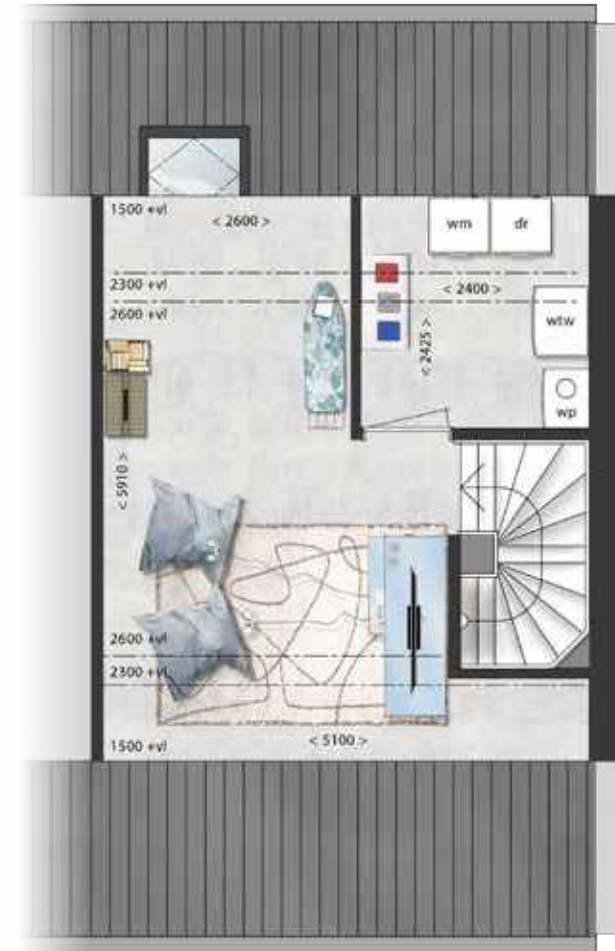 1500 +vl
< 2600 >
wm
dr
2300 +vl
< 2400 >
2600 +vl
wtw
< 2425 >
wp
< 5910 >
2600 +vl
2300 +vl
1500 +vl
< 5100 >